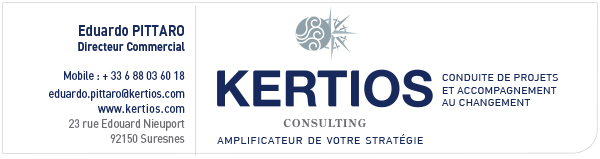 Eduardo PITTARO
Directeur Commercial
Mobile : + 33 6 88 03 60 18
eduardo.pittaro@kertios.com
www.kertios.com
23 rue Edouard Nieuport
92150 Suresnes
KERTIOS
CONSULTING
AMPLIFICATEUR DE VOTRE STRATÉGIE
CONDUITE DE PROJETS
ET ACCOMPAGNEMENT
AU CHANGEMENT